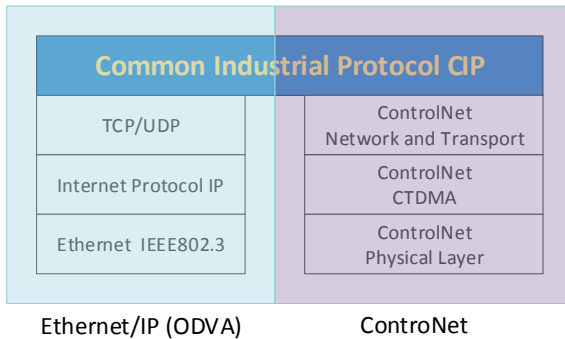 Common Industrial Protocol CIP
TCP/UDP
Internet Protocol IP
Ethernet IEEE802.3
ControlNet
Network and Transport
ControlNet
CTDMA
ControlNet
Physical Layer
Ethernet/IP (ODVA)
ControNet